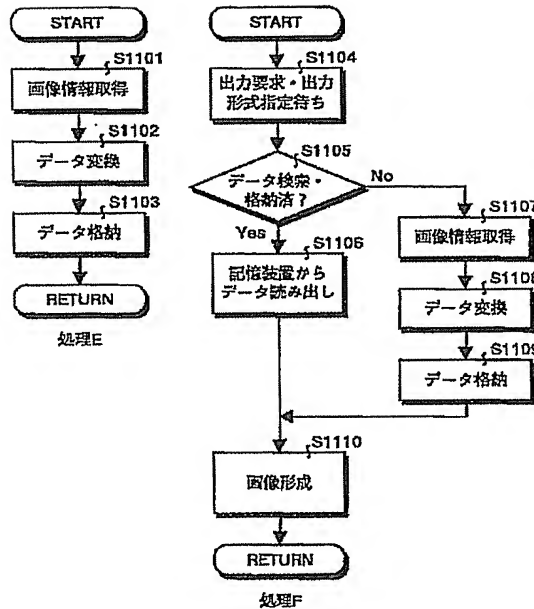 START
S1101
画像情報取得
S1102
データ変換
S1103
データ格納
RETURN
処理E
START
S1104
出力要求・出力
形式指定待ち
S1105
データ検索・
格納済？
No
Yes
S1106
記憶装置から
データ読み出し
S1107
画像情報取得
S1108
データ変換
S1109
データ格納
S1110
画像形成
RETURN
処理F